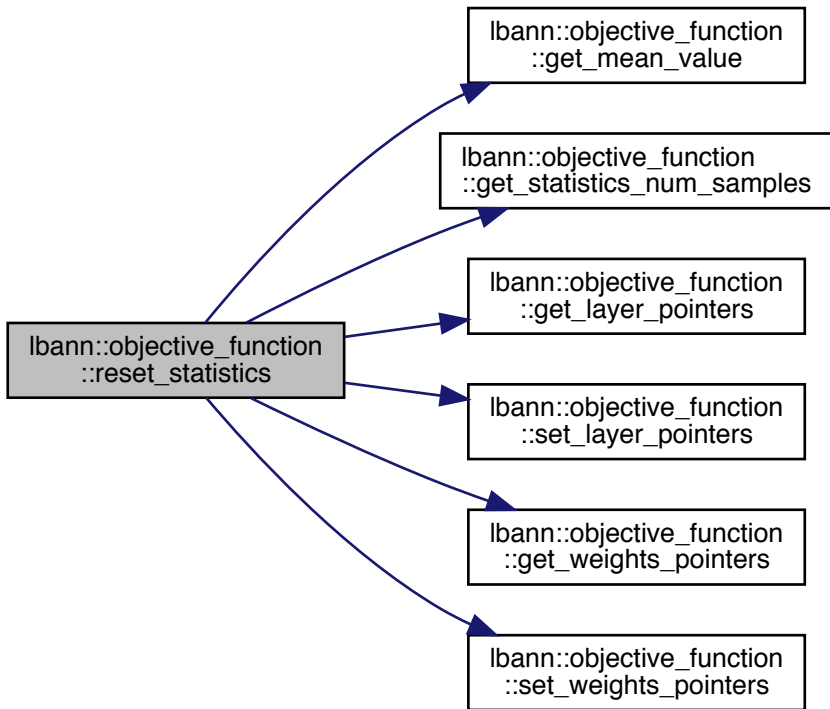 lbann::objective_function
::get_mean_value
lbann::objective_function
::get_statistics_num_samples
lbann::objective_function
::get_layer_pointers
lbann::objective_function
::reset_statistics
lbann::objective_function
::set_layer_pointers
lbann::objective_function
::get_weights_pointers
lbann::objective_function
::set_weights_pointers